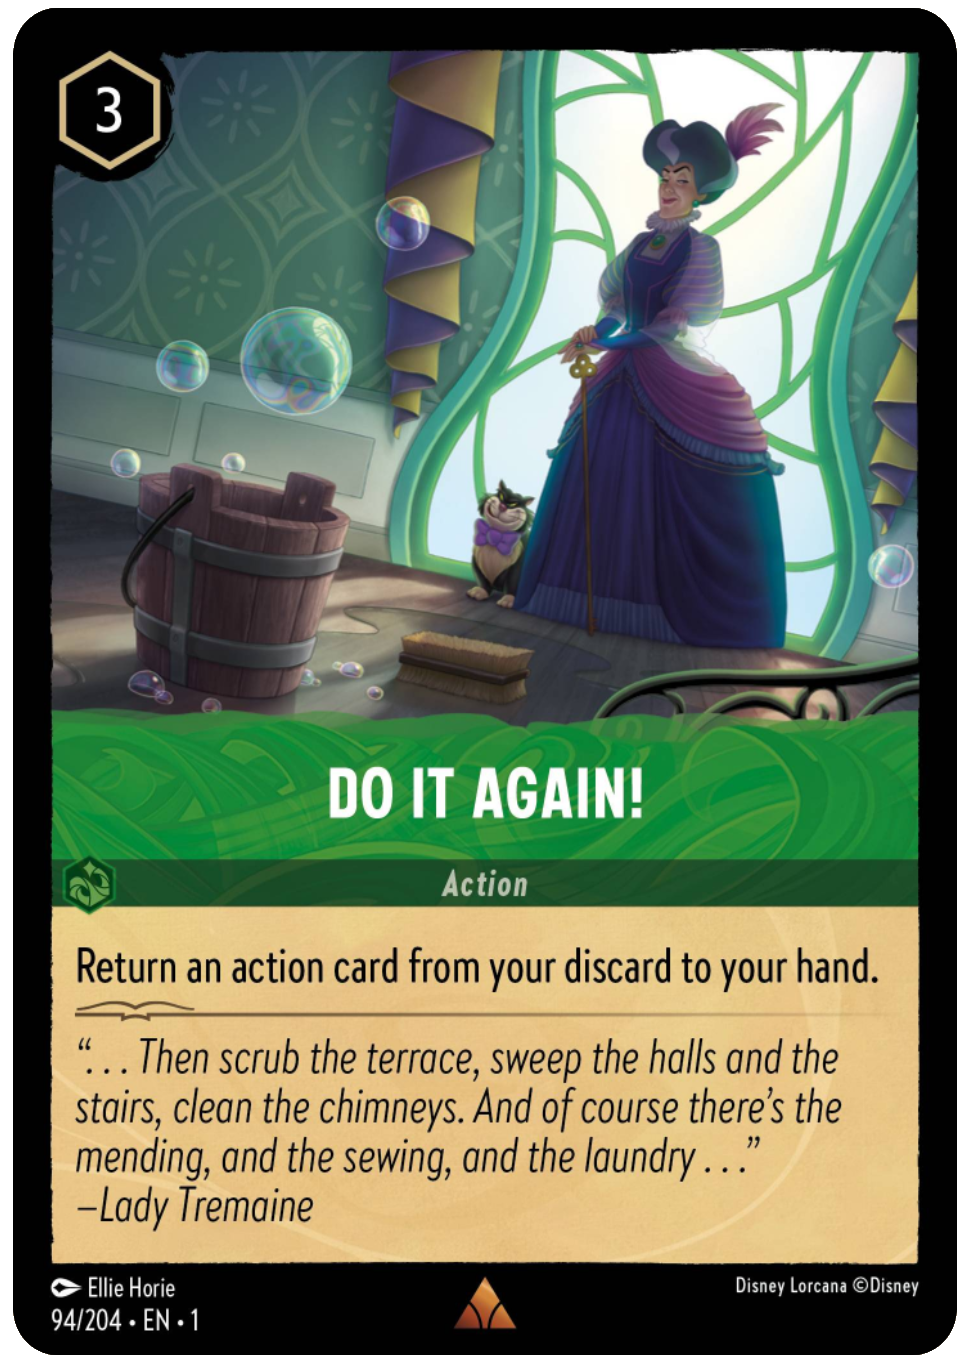 3
DO IT AGAIN!
Action
Return an action card from your discard to your hand.
“. . . Then scrub the terrace, sweep the halls and the
stairs, clean the chimneys. And of course there’s the
mending, and the sewing, and the laundry . . .”
–Lady Tremaine
Ellie Horie
Disney Lorcana ©Disney
94/204 • EN • 1